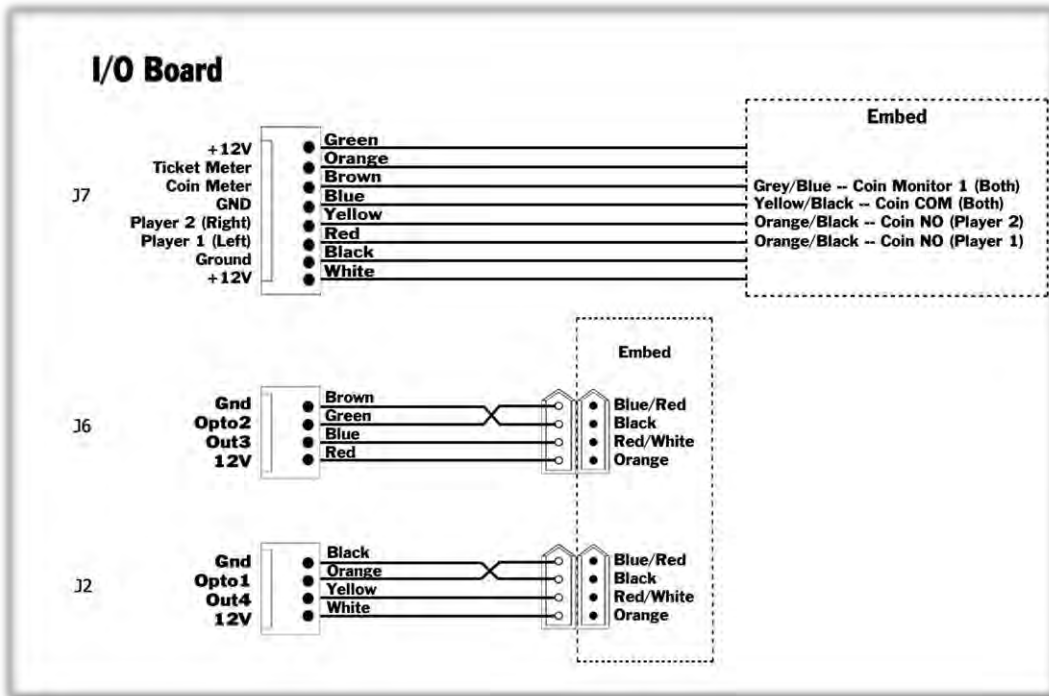 I/O Board
Embed
J7
+12V Green
Ticket Meter Orange
Coin Meter Brown Grey/Blue -- Coin Monitor 1 (Both)
GND Blue Yellow/Black -- Coin COM (Both)
Player 2 (Right) Yellow Orange/Black -- Coin NO (Player 2)
Player 1 (Left) Red Orange/Black -- Coin NO (Player 1)
Ground Black
+12V White
Embed
J6
Gnd Brown Blue/Red
Opto2 Green Black
Out3 Blue Red/White
12V Red Orange
J2
Gnd Black Blue/Red
Opto1 Orange Black
Out4 Yellow Red/White
12V White Orange